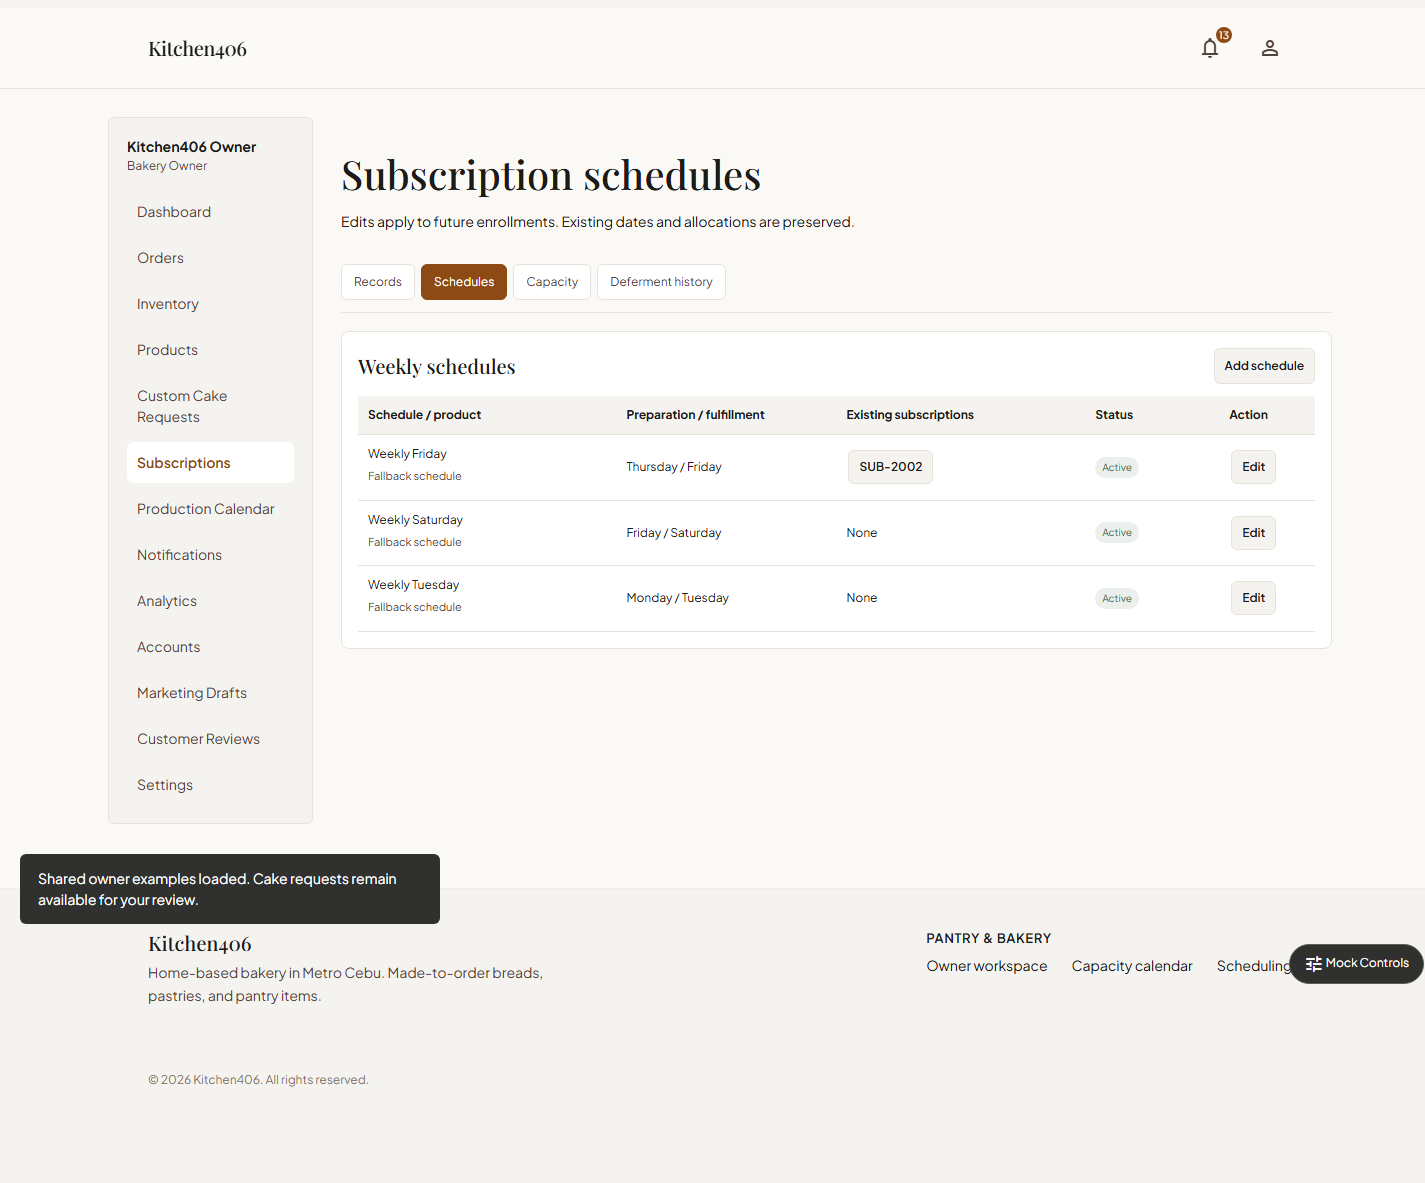 Kitchen406
13
Kitchen406 Owner
Bakery Owner
Dashboard
Orders
Inventory
Products
Custom Cake
Requests
Subscriptions
Production Calendar
Notifications
Analytics
Accounts
Marketing Drafts
Customer Reviews
Settings
Subscription schedules
Edits apply to future enrollments. Existing dates and allocations are preserved.
Records Schedules Capacity Deferment history
Weekly schedules Add schedule
Schedule / product Preparation / fulfillment Existing subscriptions Status Action
Weekly Friday
Fallback schedule
Thursday / Friday SUB-2002 Active Edit
Weekly Saturday
Fallback schedule
Friday / Saturday None Active Edit
Weekly Tuesday
Fallback schedule
Monday / Tuesday None Active Edit
Shared owner examples loaded. Cake requests remain
available for your review.
Kitchen406
Home-based bakery in Metro Cebu. Made-to-order breads,
pastries, and pantry items.
PANTRY & BAKERY
Owner workspace Capacity calendar Scheduling
Mock Controls
© 2026 Kitchen406. All rights reserved.